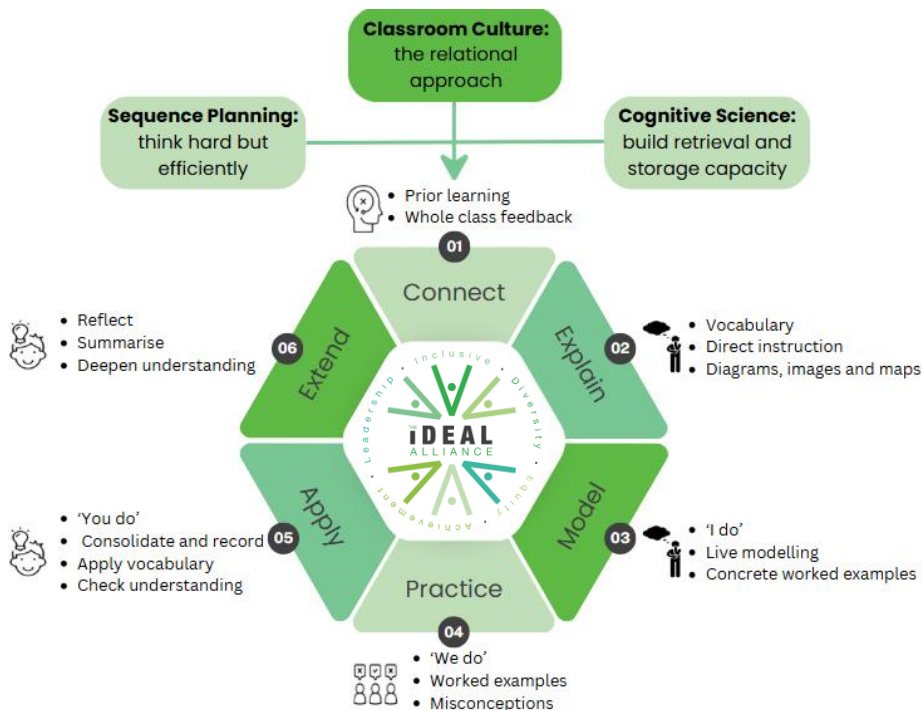 Classroom Culture:
the relational
approach
Sequence Planning:
think hard but
efficiently
Cognitive Science:
build retrieval and
storage capacity
• Prior learning
• Whole class feedback
01
Connect
02
Explain
• Vocabulary
• Direct instruction
• Diagrams, images and maps
03
Model
• 'I do'
• Live modelling
• Concrete worked examples
04
Practice
• 'We do'
• Worked examples
• Misconceptions
05
Apply
• 'You do'
• Consolidate and record
• Apply vocabulary
• Check understanding
06
Extend
• Reflect
• Summarise
• Deepen understanding
Inclusive · Diversity · Equity · Achievement · Leadership ·
THE
iDEAL
ALLIANCE